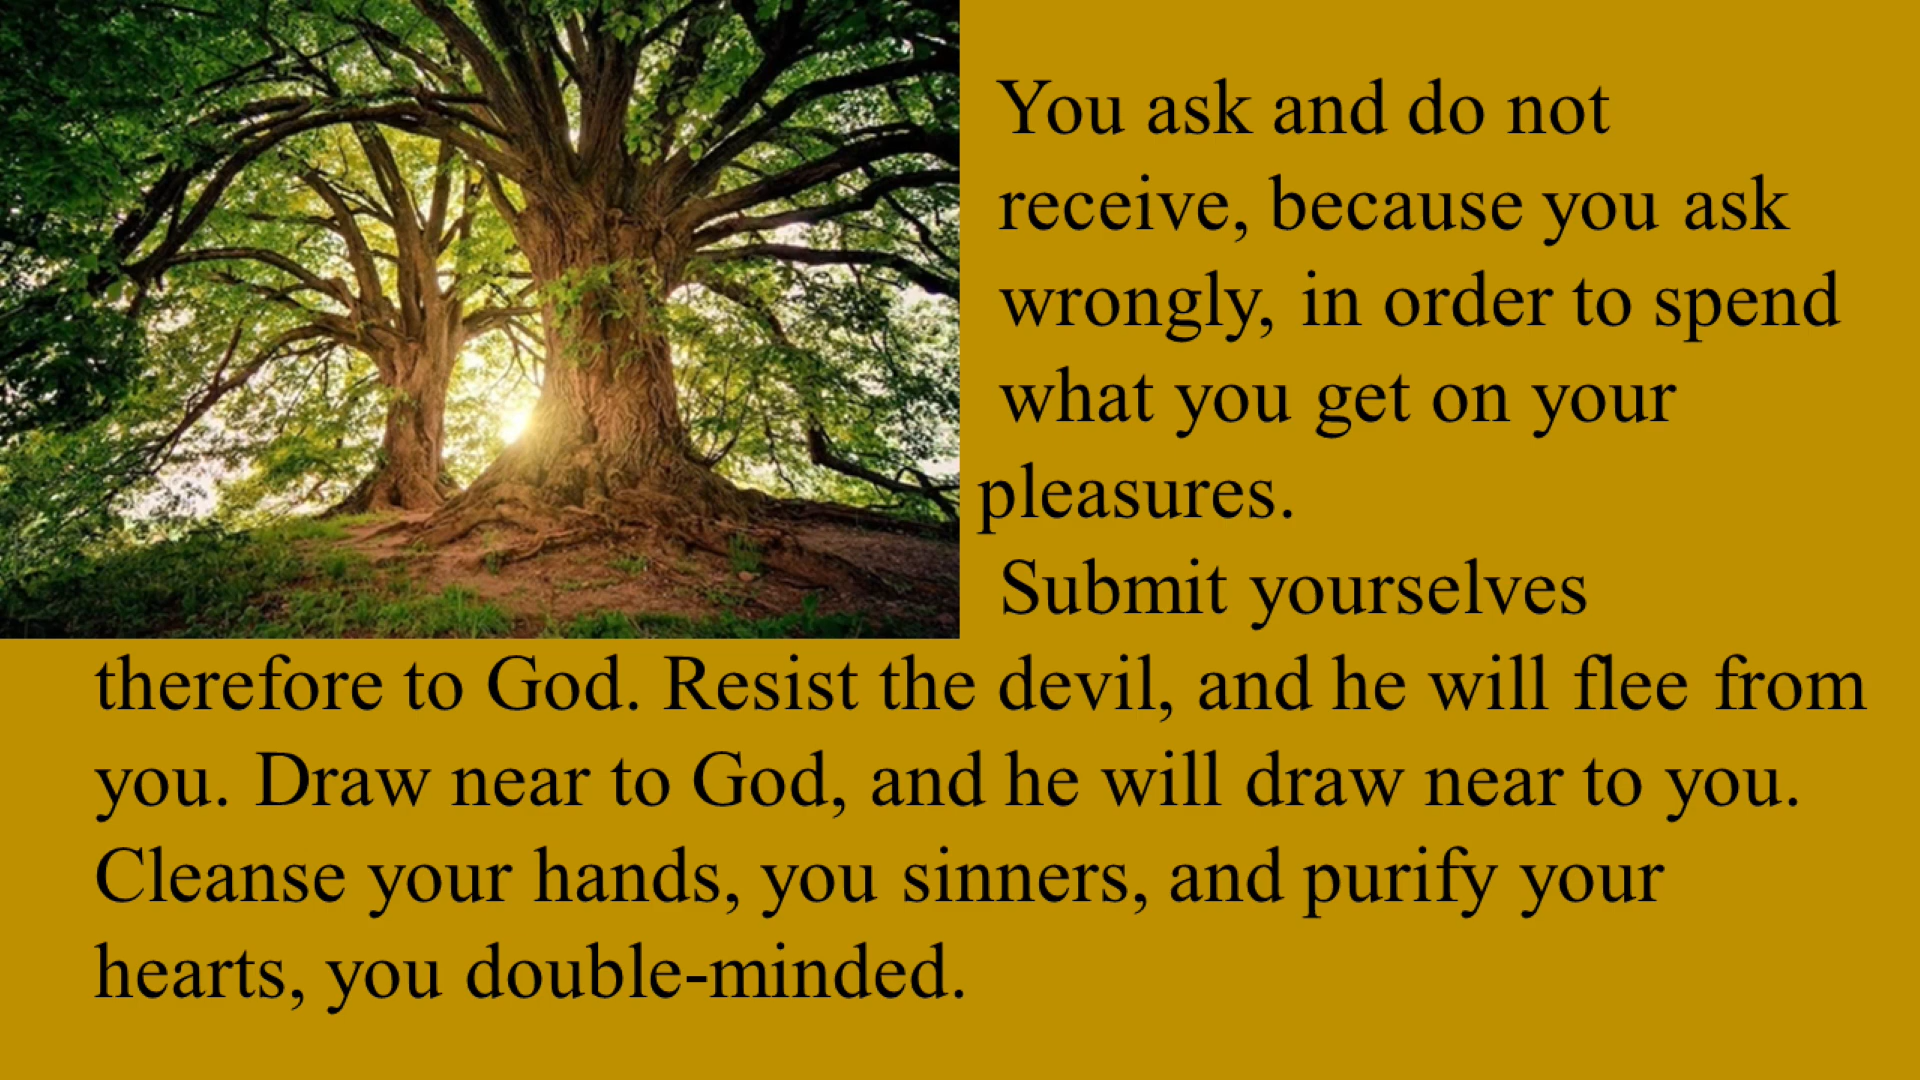 You ask and do not
receive, because you ask
wrongly, in order to spend
what you get on your
pleasures.
Submit yourselves
therefore to God. Resist the devil, and he will flee from
you. Draw near to God, and he will draw near to you.
Cleanse your hands, you sinners, and purify your
hearts, you double-minded.